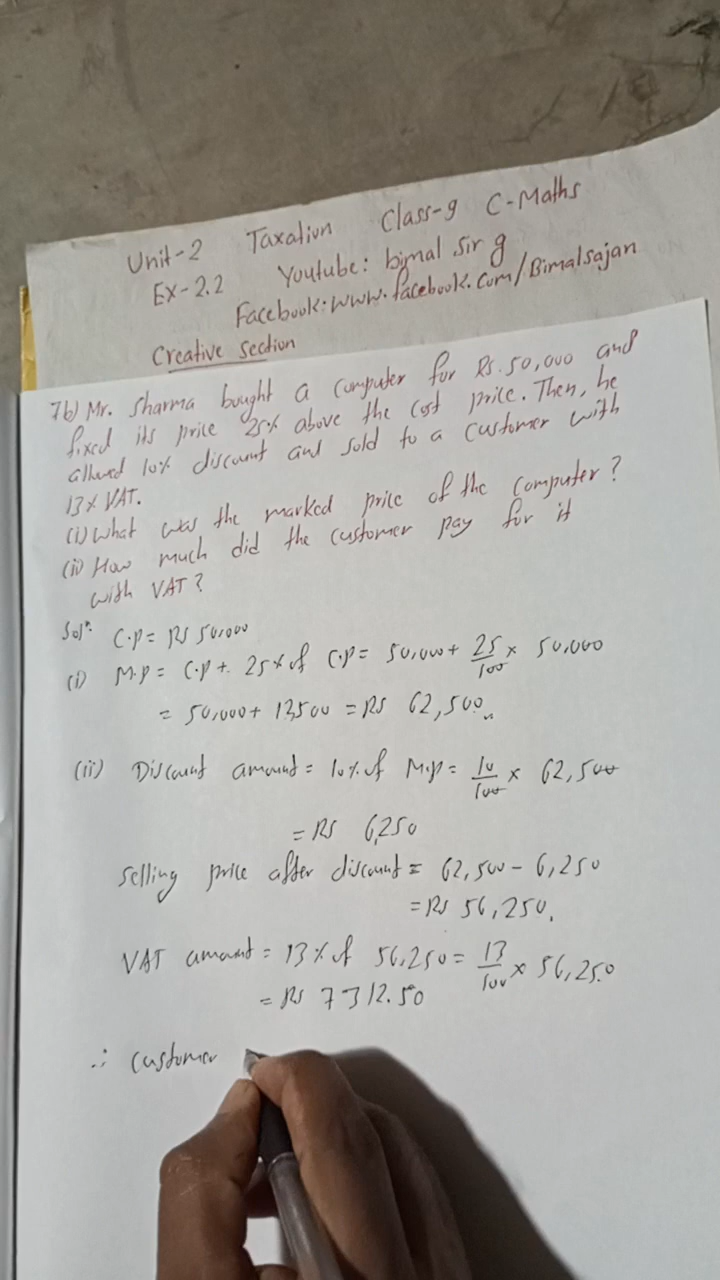 Unit-2 Taxation Class-9 C-Maths
Ex-2.2 Youtube: bimal sir g
Facebook: www.facebook.com/Bimalsajan
Creative section
7b) Mr. Sharma bought a computer for Rs. 50,000 and
fixed its price 25% above the cost price. Then, he
allowed 10% discount and sold to a customer with
13% VAT.
(i) What was the marked price of the computer?
(ii) How much did the customer pay for it
with VAT?
Solⁿ. C.p = Rs 50,000
(i) M.p = C.p + 25% of C.p = 50,000 + 25/100 × 50,000
= 50,000 + 12500 = Rs 62,500
(ii) Discount amount = 10% of M.p = 10/100 × 62,500
= Rs 6,250
Selling price after discount = 62,500 - 6,250
= Rs 56,250.
VAT amount = 13% of 56,250 = 13/100 × 56,250
= Rs 7312.50
∴ customer